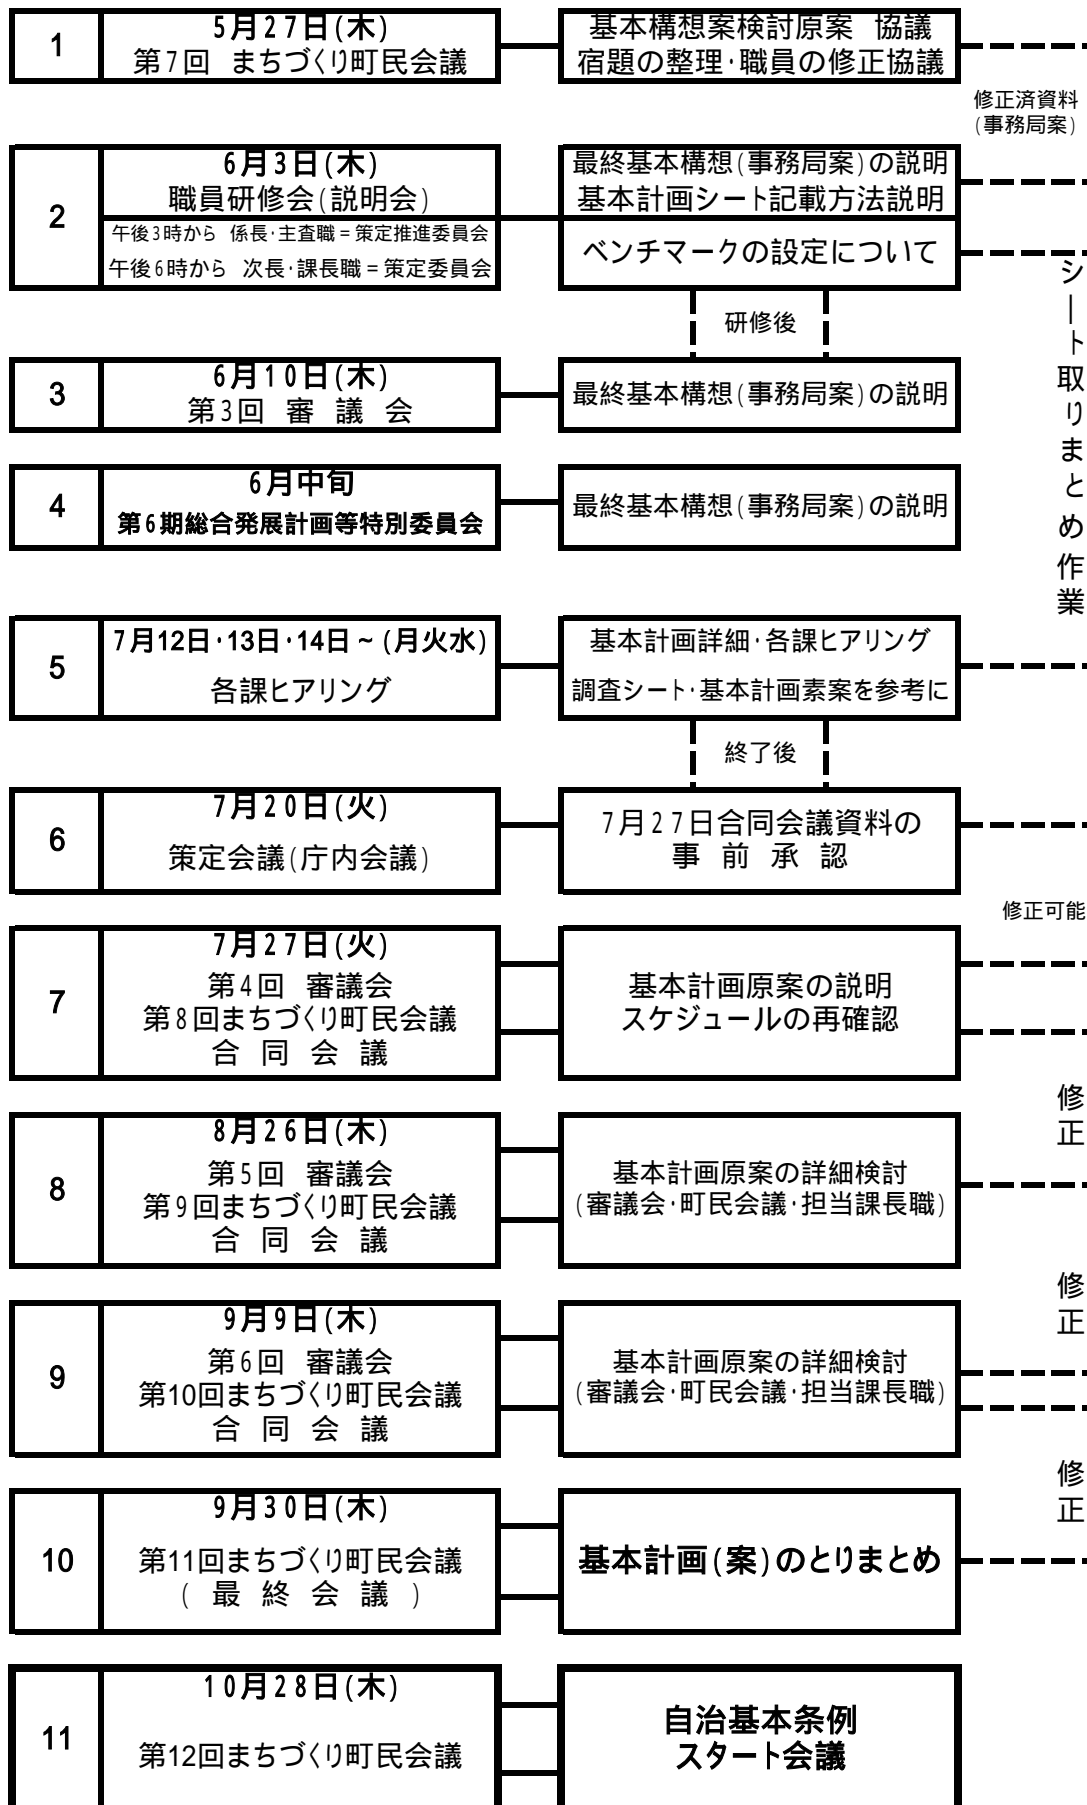 1
5月27日(木)
第7回 まちづくり町民会議
基本構想案検討原案 協議
宿題の整理・職員の修正協議
修正済資料
(事務局案)
2
6月3日(木)
職員研修会(説明会)
午後3時から 係長・主査職=策定推進委員会
午後6時から 次長・課長職=策定委員会
最終基本構想(事務局案)の説明
基本計画シート記載方法説明
ベンチマークの設定について
シート取りまとめ作業
研修後
3
6月10日(木)
第3回 審 議 会
最終基本構想(事務局案)の説明
4
6月中旬
第6期総合発展計画等特別委員会
最終基本構想(事務局案)の説明
5
7月12日・13日・14日~(月火水)
各課ヒアリング
基本計画詳細・各課ヒアリング
調査シート・基本計画素案を参考に
終了後
6
7月20日(火)
策定会議(庁内会議)
7月27日合同会議資料の
事 前 承 認
修正可能
7
7月27日(火)
第4回 審議会
第8回まちづくり町民会議
合 同 会 議
基本計画原案の説明
スケジュールの再確認
修正
8
8月26日(木)
第5回 審議会
第9回まちづくり町民会議
合 同 会 議
基本計画原案の詳細検討
(審議会・町民会議・担当課長職)
修正
9
9月9日(木)
第6回 審議会
第10回まちづくり町民会議
合 同 会 議
基本計画原案の詳細検討
(審議会・町民会議・担当課長職)
修正
10
9月30日(木)
第11回まちづくり町民会議
( 最 終 会 議 )
基本計画(案)のとりまとめ
11
10月28日(木)
第12回まちづくり町民会議
自治基本条例
スタート会議